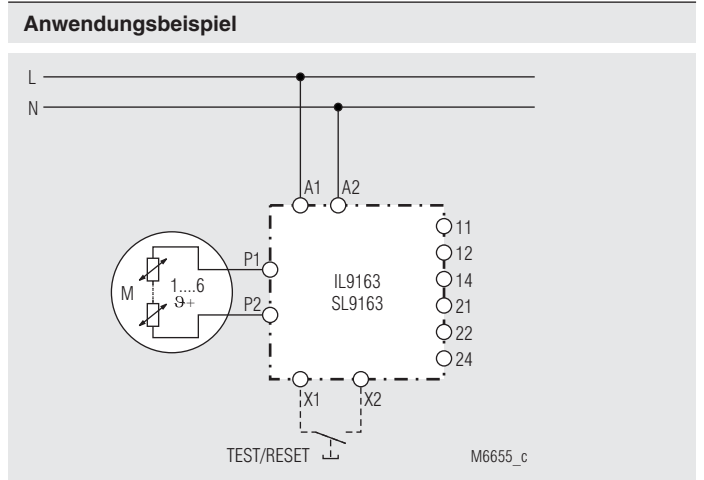 Anwendungsbeispiel
L
N
A1 A2
11
12
14
21
22
24
P1
P2
M
1....6
ϑ+
IL9163
SL9163
X1 X2
TEST/RESET
M6655_c